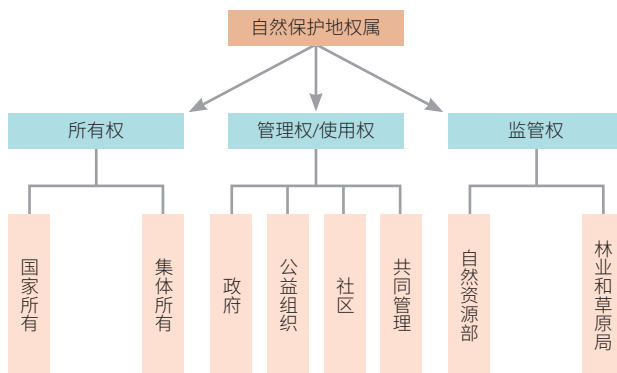 自然保护地权属
所有权
管理权/使用权
监管权
国家所有
集体所有
政府
公益组织
社区
共同管理
自然资源部
林业和草原局